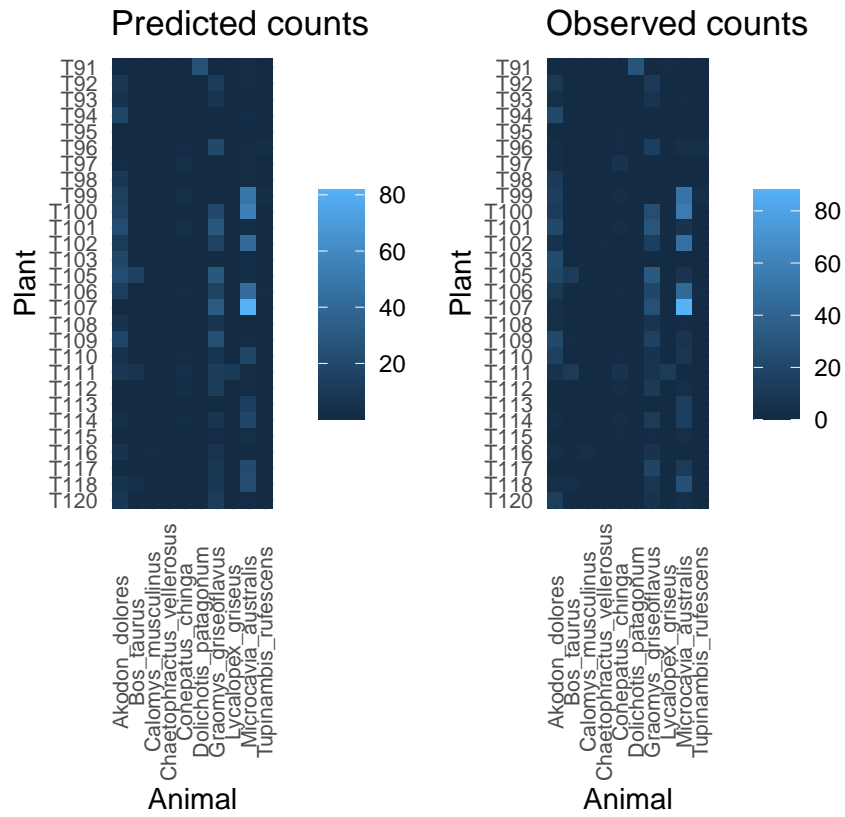 Predicted counts
Plant
T91
T92
T93
T94
T95
T96
T97
T98
T99
T100
T101
T102
T103
T105
T106
T107
T108
T109
T110
T111
T112
T113
T114
T115
T116
T117
T118
T120
Akodon_dolores
Bos_taurus
Calomys_musculinus
Chaetophractus_vellerosus
Conepatus_chinga
Dolichotis_patagonum
Graomys_griseoflavus
Lycalopex_griseus
Microcavia_australis
Tupinambis_rufescens
Animal
80
60
40
20
Observed counts
Plant
T91
T92
T93
T94
T95
T96
T97
T98
T99
T100
T101
T102
T103
T105
T106
T107
T108
T109
T110
T111
T112
T113
T114
T115
T116
T117
T118
T120
Akodon_dolores
Bos_taurus
Calomys_musculinus
Chaetophractus_vellerosus
Conepatus_chinga
Dolichotis_patagonum
Graomys_griseoflavus
Lycalopex_griseus
Microcavia_australis
Tupinambis_rufescens
Animal
80
60
40
20
0